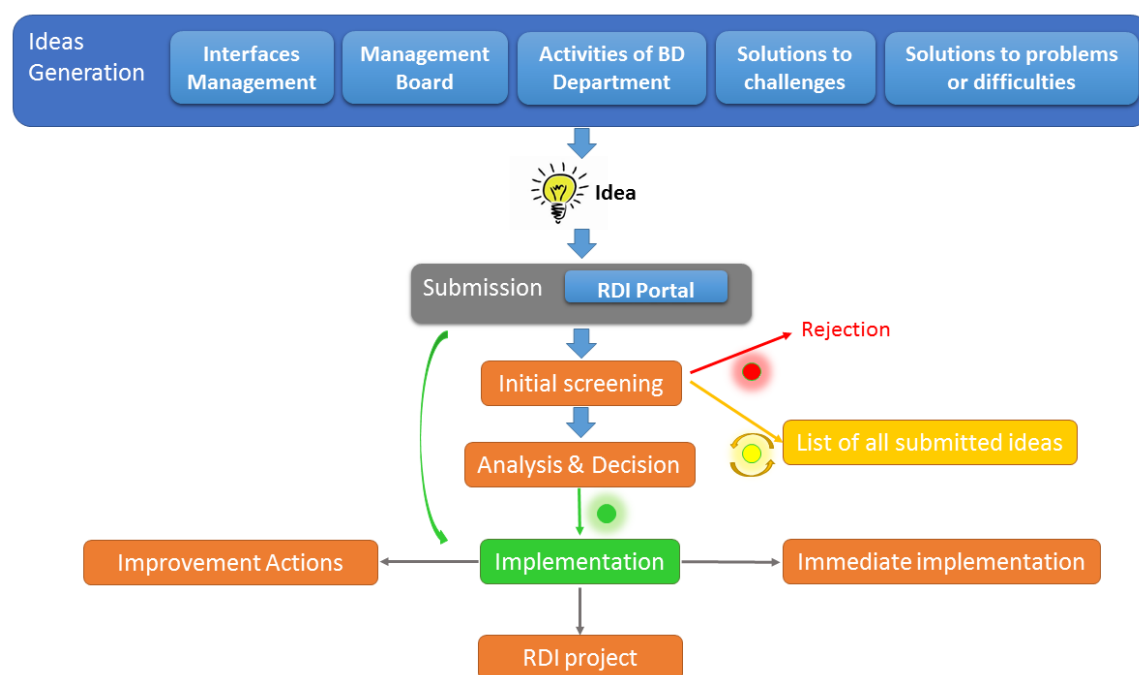 Ideas
Generation
Interfaces
Management
Management
Board
Activities of BD
Department
Solutions to
challenges
Solutions to problems
or difficulties
Idea
Submission
RDI Portal
Rejection
Initial screening
List of all submitted ideas
Analysis & Decision
Improvement Actions
Implementation
Immediate implementation
RDI project